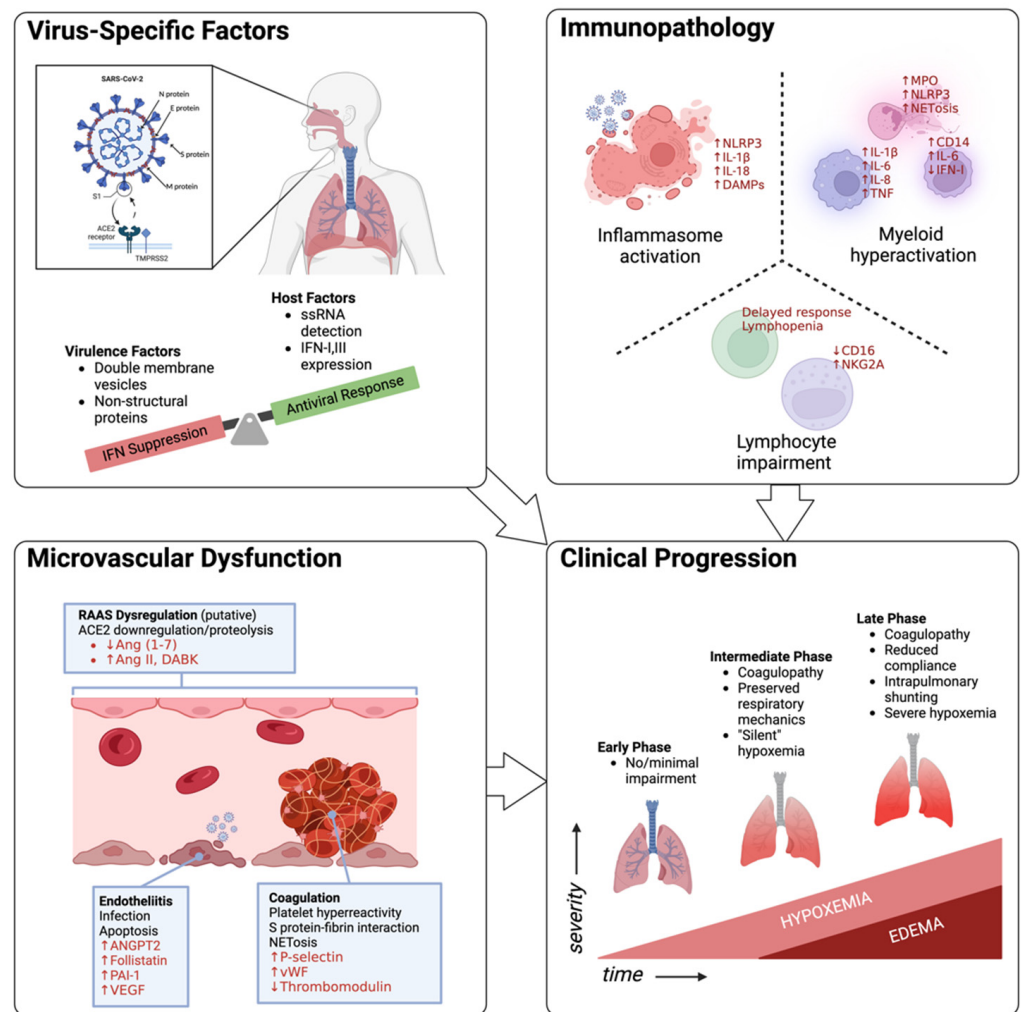 Virus-Specific Factors
SARS-CoV-2
N protein
E protein
S protein
M protein
S1
ACE2
receptor
TMPRSS2
Host Factors
• ssRNA
detection
• IFN-I,III
expression
Virulence Factors
• Double membrane
vesicles
• Non-structural
proteins
IFN Suppression
Antiviral Response
Immunopathology
↑NLRP3
↑IL-1β
↑IL-18
↑DAMPs
Inflammasome
activation
↑MPO
↑NLRP3
↑NETosis
↑IL-1β
↑IL-6
↑IL-8
↑TNF
↑CD14
↑IL-6
↓IFN-I
Myeloid
hyperactivation
Delayed response
Lymphopenia
↓CD16
↑NKG2A
Lymphocyte
impairment
Microvascular Dysfunction
RAAS Dysregulation (putative)
ACE2 downregulation/proteolysis
• ↓Ang (1-7)
• ↑Ang II, DABK
Endotheliitis
Infection
Apoptosis
↑ANGPT2
↑Follistatin
↑PAI-1
↑VEGF
Coagulation
Platelet hyperreactivity
S protein-fibrin interaction
NETosis
↑P-selectin
↑vWF
↓Thrombomodulin
Clinical Progression
Early Phase
• No/minimal
impairment
Intermediate Phase
• Coagulopathy
• Preserved
respiratory
mechanics
• "Silent"
hypoxemia
Late Phase
• Coagulopathy
• Reduced
compliance
• Intrapulmonary
shunting
• Severe hypoxemia
severity
HYPOXEMIA
EDEMA
time